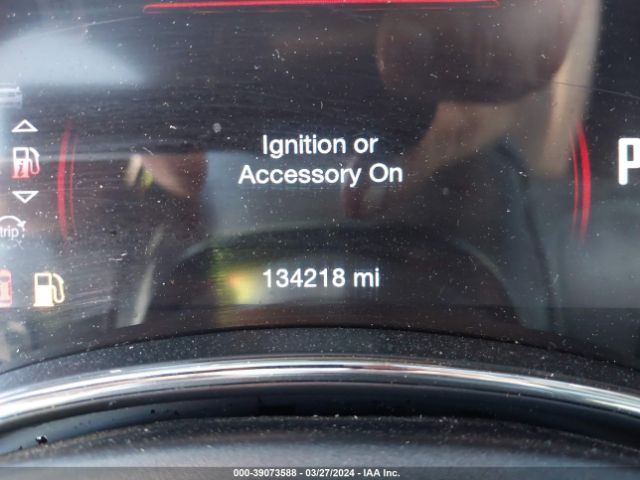 Ignition or
Accessory On
P
trip
134218 mi
000-39073588 - 03/27/2024 - IAA Inc.